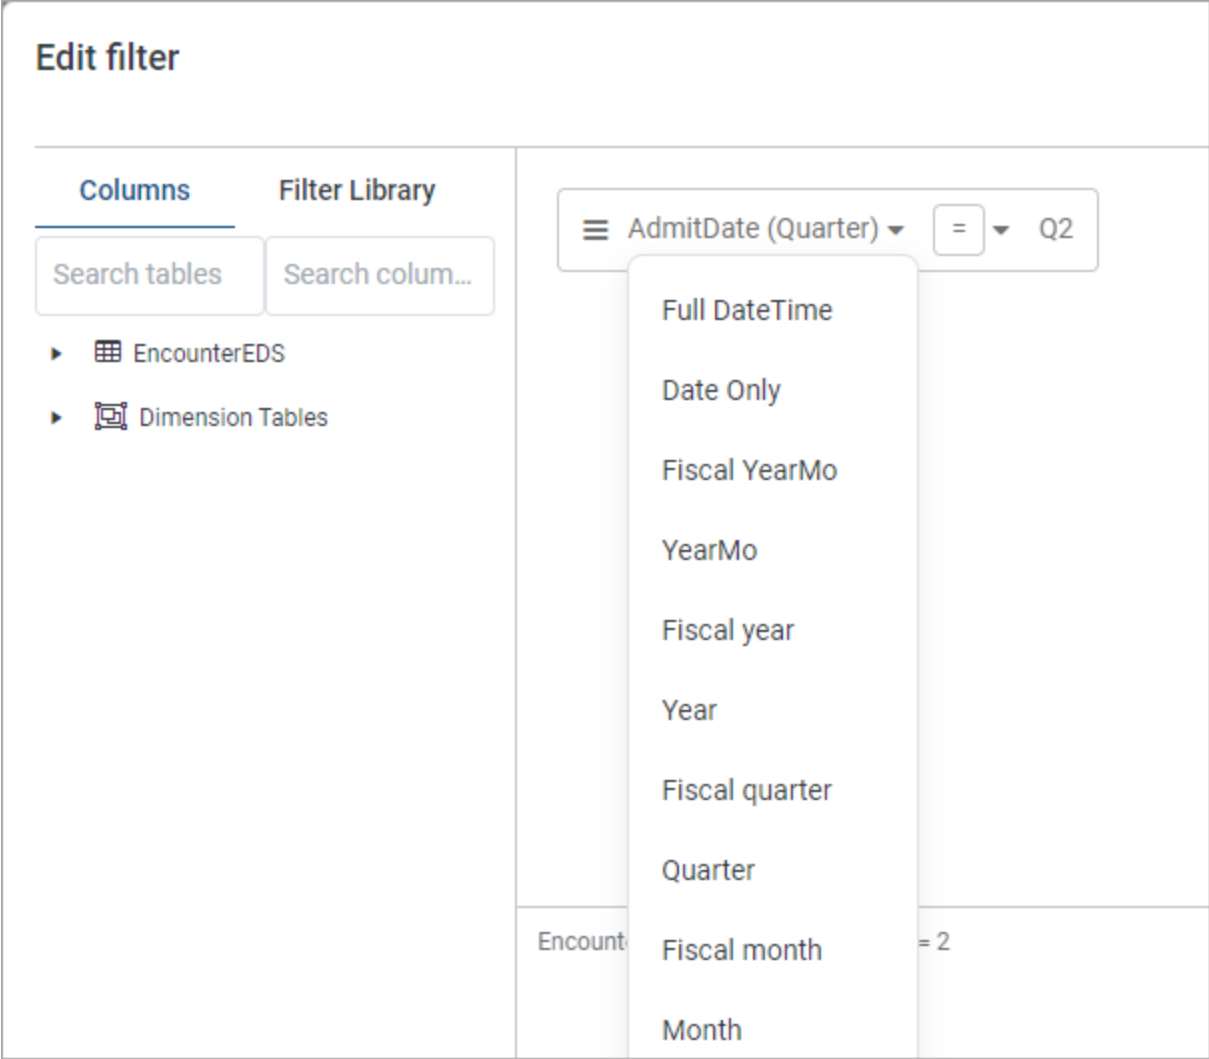 Edit filter
Columns Filter Library
Search tables Search colum...
EncounterEDS
Dimension Tables
AdmitDate (Quarter) = Q2
Full DateTime
Date Only
Fiscal YearMo
YearMo
Fiscal year
Year
Fiscal quarter
Quarter
Fiscal month
Month
= 2